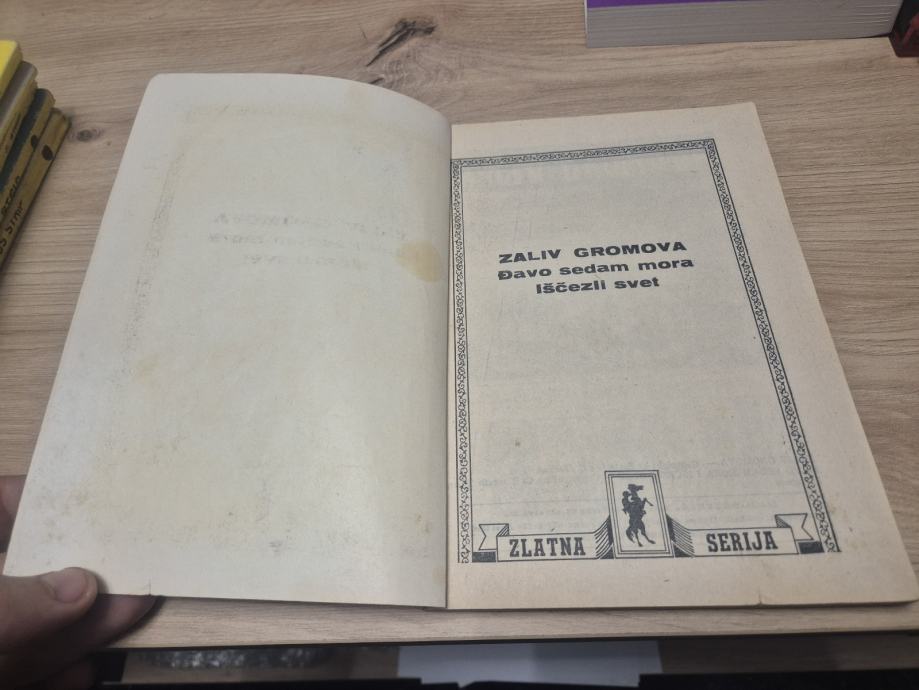 ZALIV GROMOVA
Đavo sedam mora
Iščezli svet
ZLATNA SERIJA